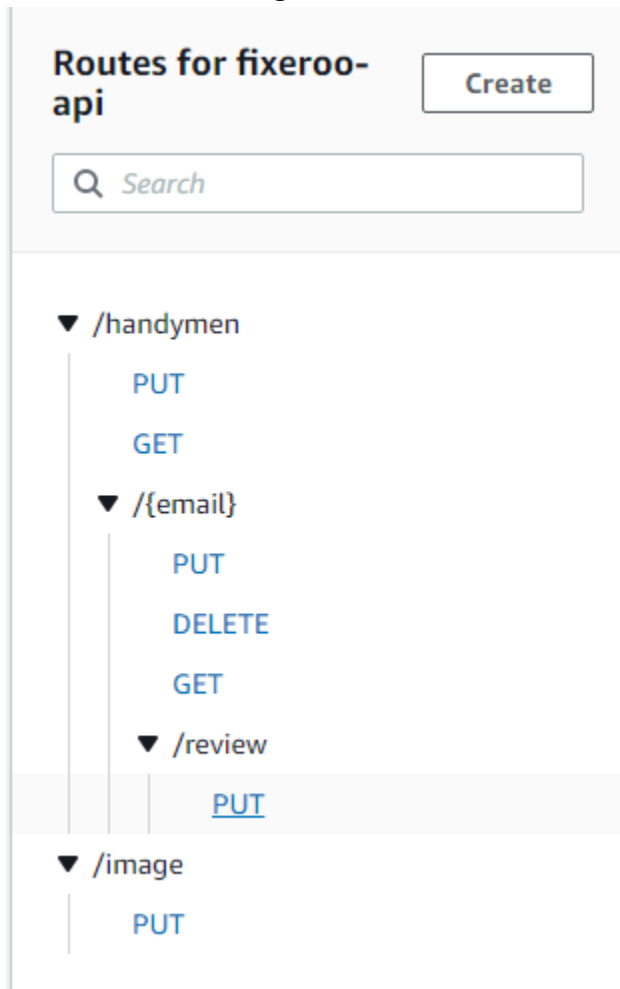 Routes for fixeroo-
api
Create
Search
/handymen
PUT
GET
/{email}
PUT
DELETE
GET
/review
PUT
/image
PUT